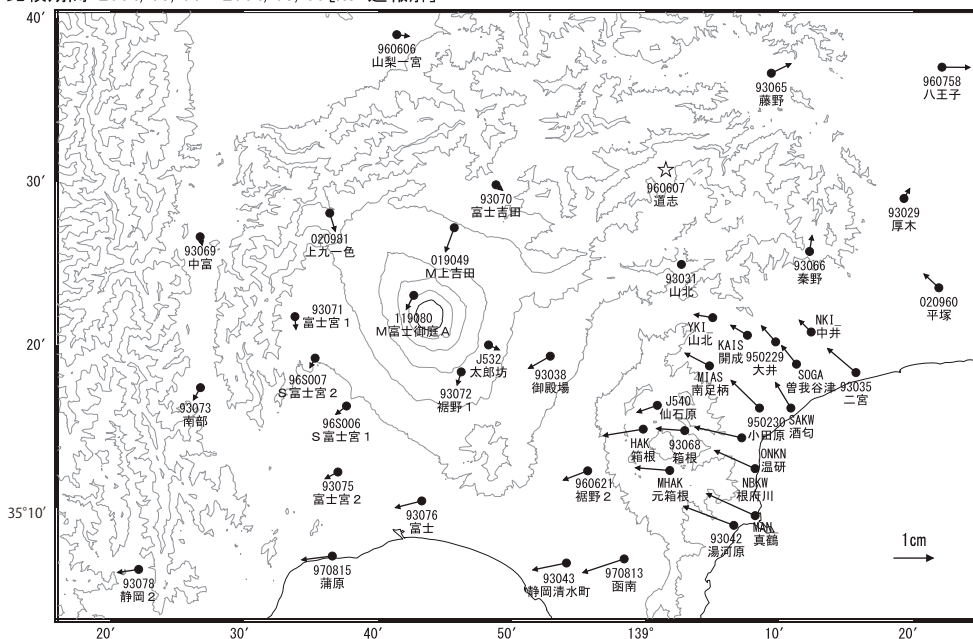 40′
960606
山梨一宮
93065
藤野
960758
八王子
30′
93070
富士吉田
960607
道志
93029
厚木
020981
上九一色
93069
中富
019049
M上吉田
93031
山北
93066
秦野
020960
平塚
119080
M富士御庭A
93071
富士宮1
YKI_
山北
KAIS
開成
NKI_
中井
20′
J532
太郎坊
93038
御殿場
950229
大井
SOGA
曽我谷津
93035
二宮
96S007
S富士宮2
93072
裾野1
MIAS
南足柄
93073
南部
96S006
S富士宮1
J540
仙石原
950230
小田原
SAKW
酒匂
HAK
箱根
93068
箱根
ONKN
温研
93075
富士宮2
960621
裾野2
MHAK
元箱根
NBKW
根府川
35°10′
93076
富士
MAN_
真鶴
93042
湯河原
1cm
970815
蒲原
93078
静岡2
93043
静岡清水町
970813
函南
20′
30′
40′
50′
139°
10′